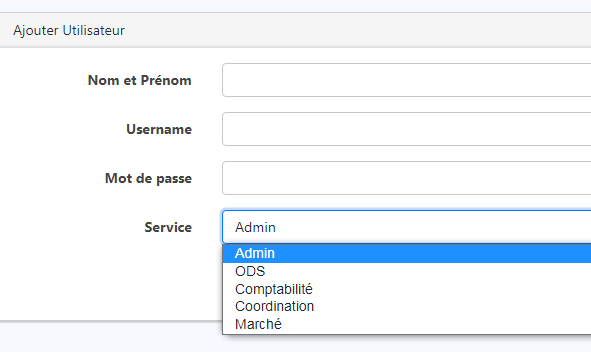 Ajouter Utilisateur
Nom et Prénom
Username
Mot de passe
Service
Admin
Admin
ODS
Comptabilité
Coordination
Marché